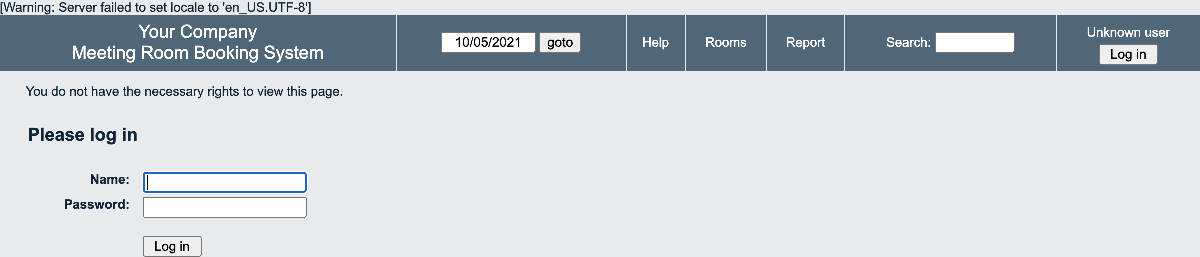 [Warning: Server failed to set locale to 'en_US.UTF-8']
Your Company
Meeting Room Booking System
10/05/2021 goto
Help
Rooms
Report
Search:
Unknown user
Log in
You do not have the necessary rights to view this page.
Please log in
Name:
Password:
Log in